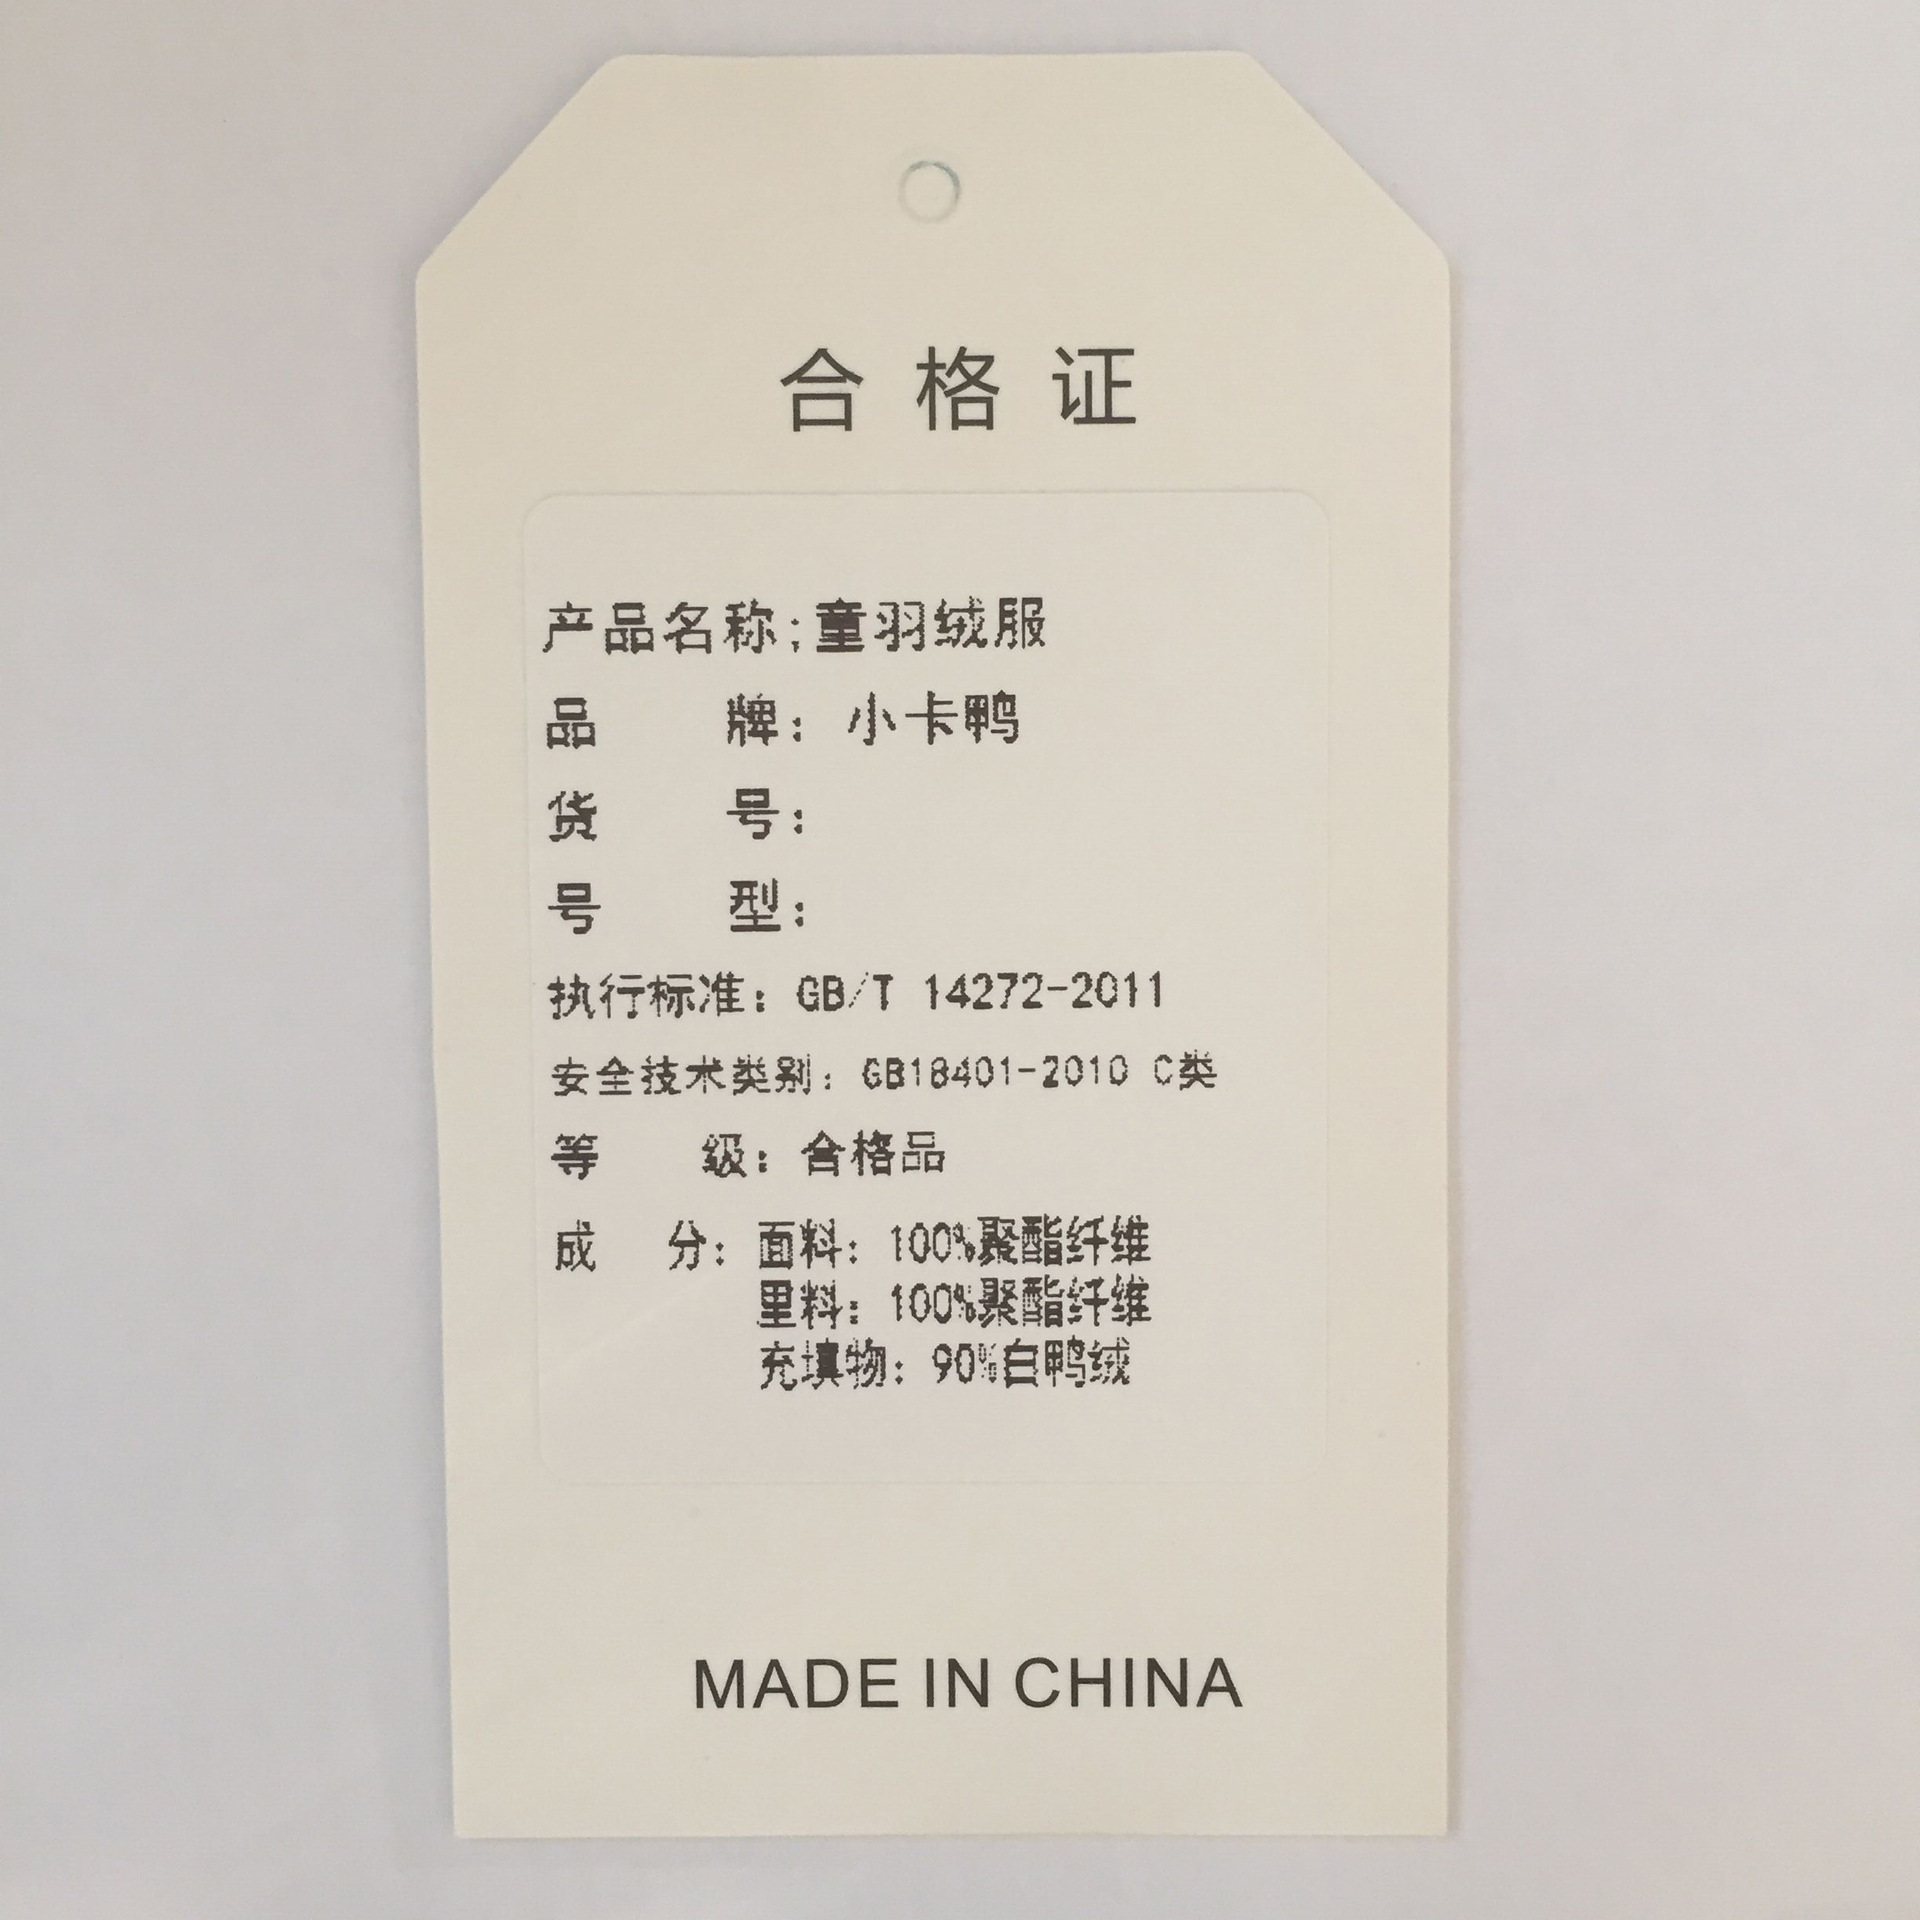 合格证
产品名称;童羽绒服
品 牌：小卡鸭
货 号：
号 型：
执行标准：GB/T 14272-2011
安全技术类别：GB18401-2010 C类
等 级：合格品
成 分：面料：100%聚酯纤维
里料：100%聚酯纤维
充填物：90%白鸭绒
MADE IN CHINA